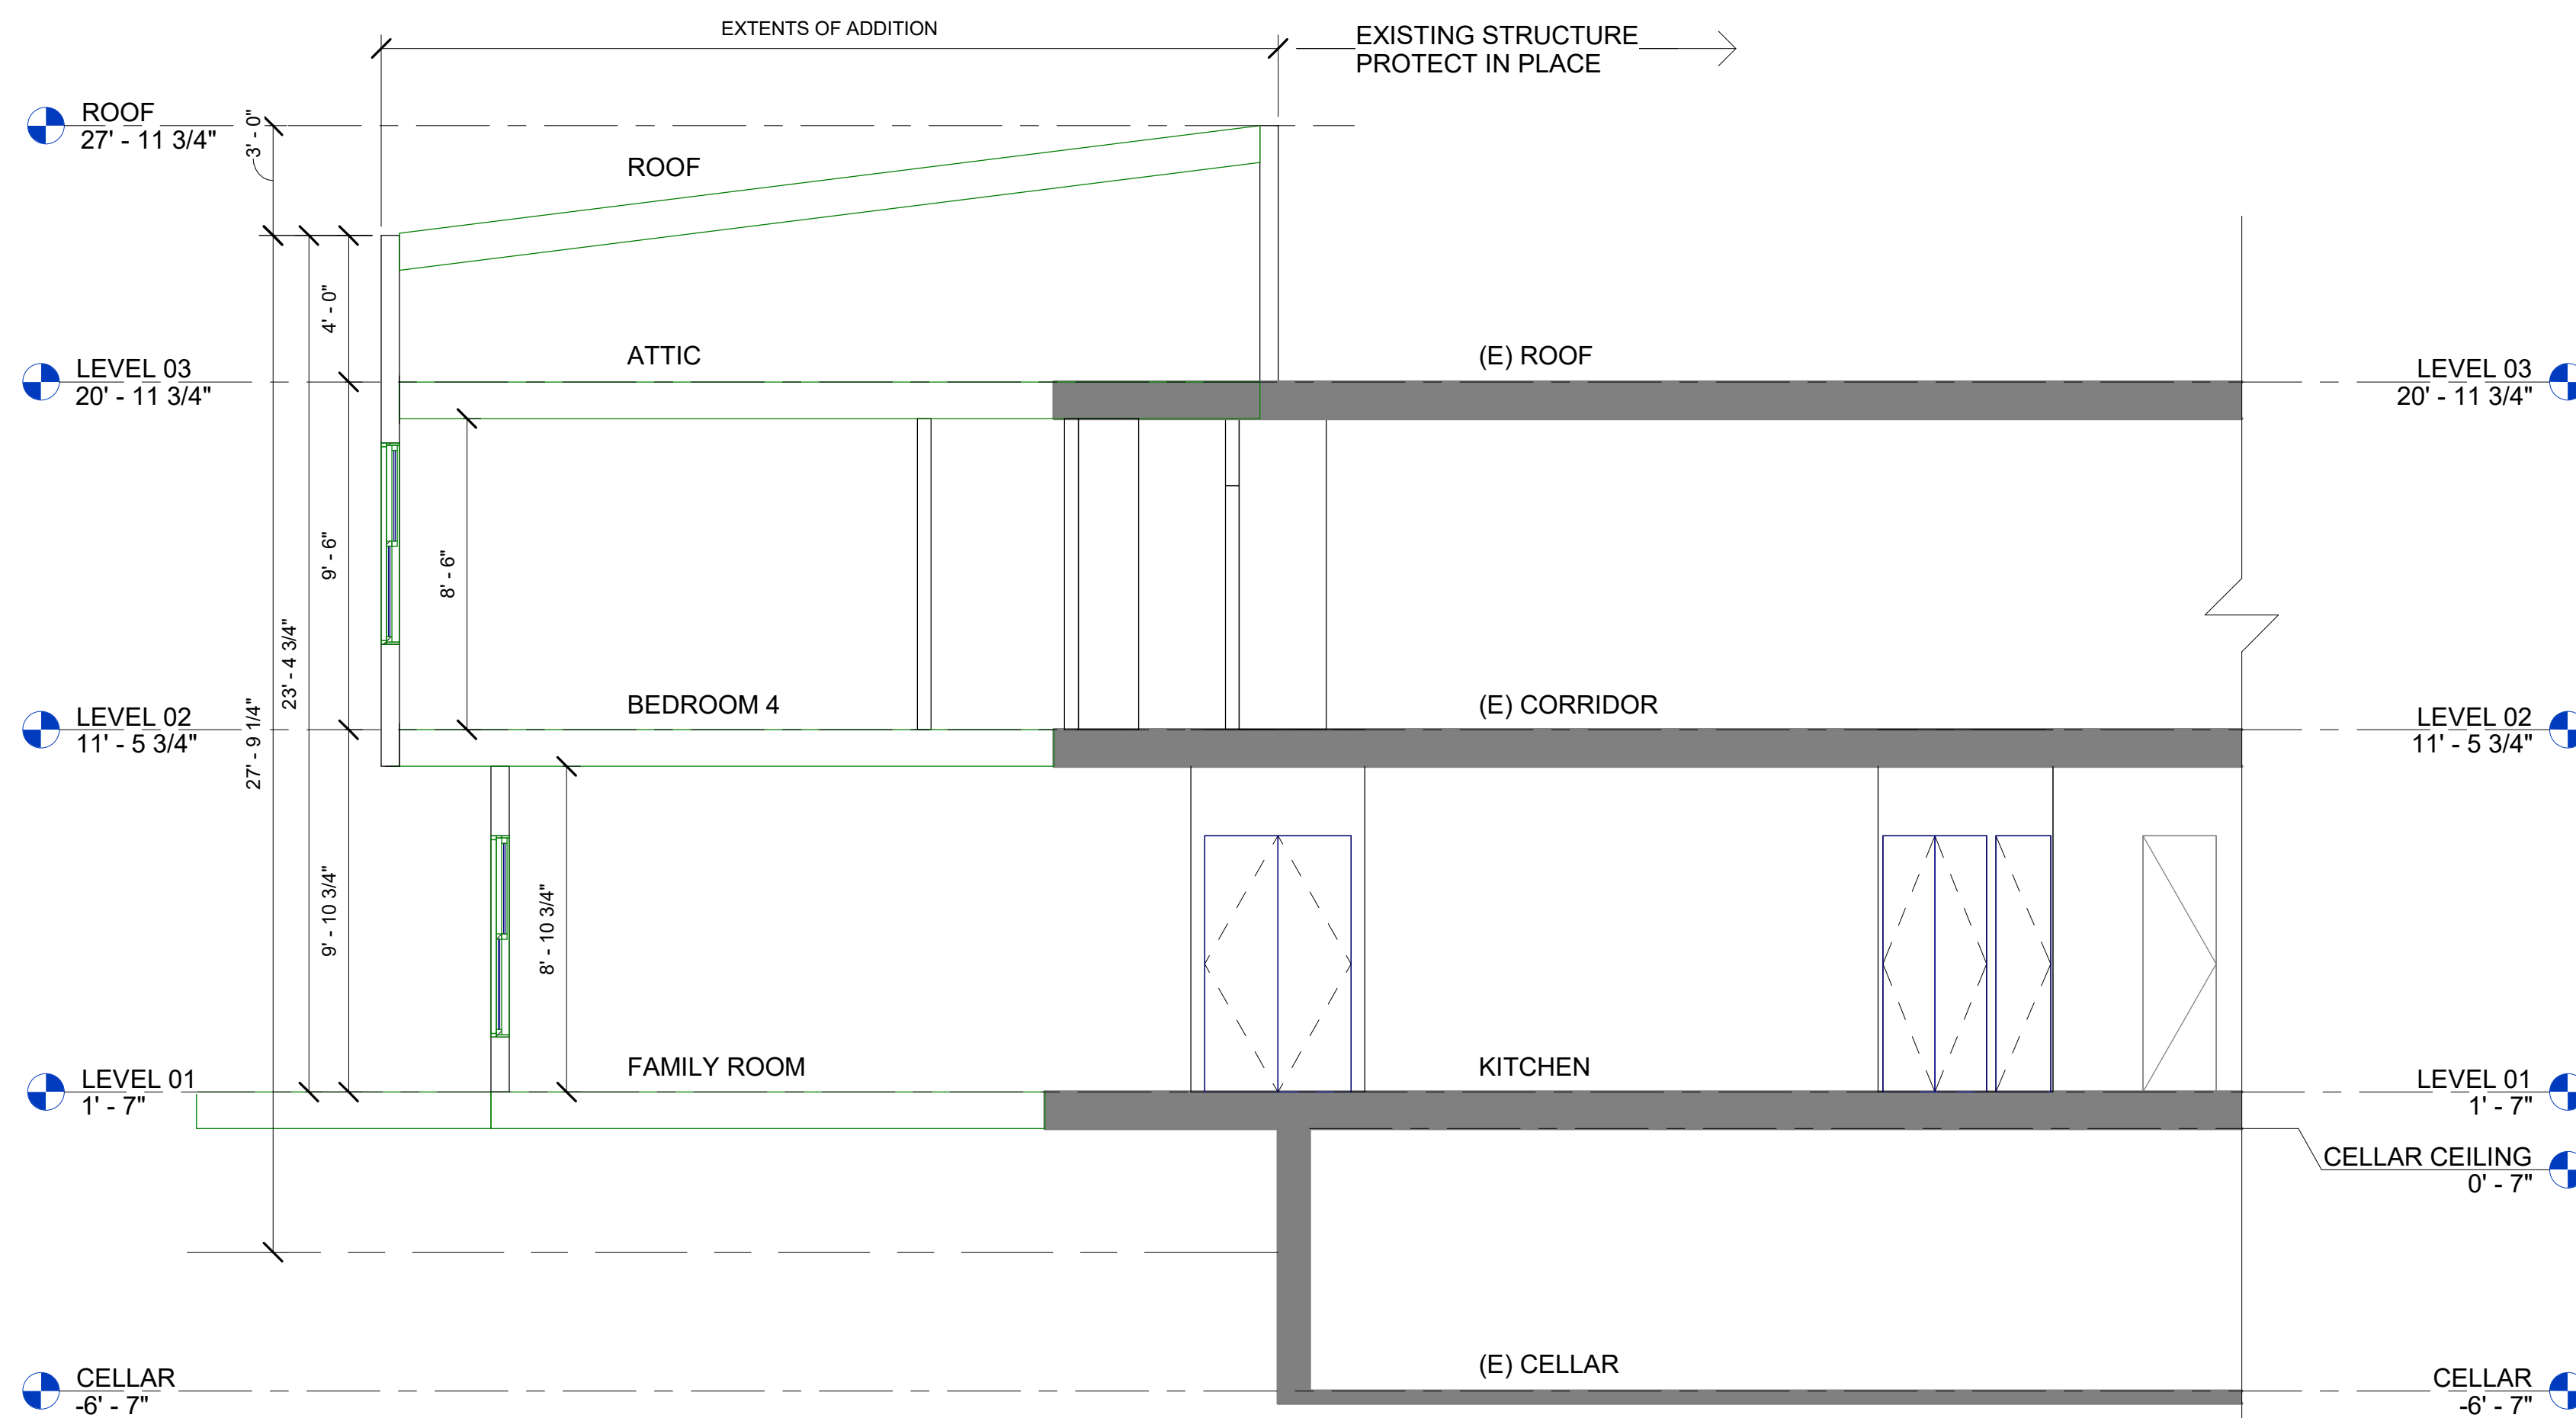 EXTENTS OF ADDITION
EXISTING STRUCTURE
PROTECT IN PLACE
ROOF
27' - 11 3/4"
3' - 0"
ROOF
4' - 0"
ATTIC
(E) ROOF
LEVEL 03
20' - 11 3/4"
LEVEL 03
20' - 11 3/4"
9' - 6"
8' - 6"
23' - 4 3/4"
27' - 9 1/4"
BEDROOM 4
(E) CORRIDOR
LEVEL 02
11' - 5 3/4"
LEVEL 02
11' - 5 3/4"
9' - 10 3/4"
8' - 10 3/4"
FAMILY ROOM
KITCHEN
LEVEL 01
1' - 7"
LEVEL 01
1' - 7"
CELLAR CEILING
0' - 7"
(E) CELLAR
CELLAR
-6' - 7"
CELLAR
-6' - 7"